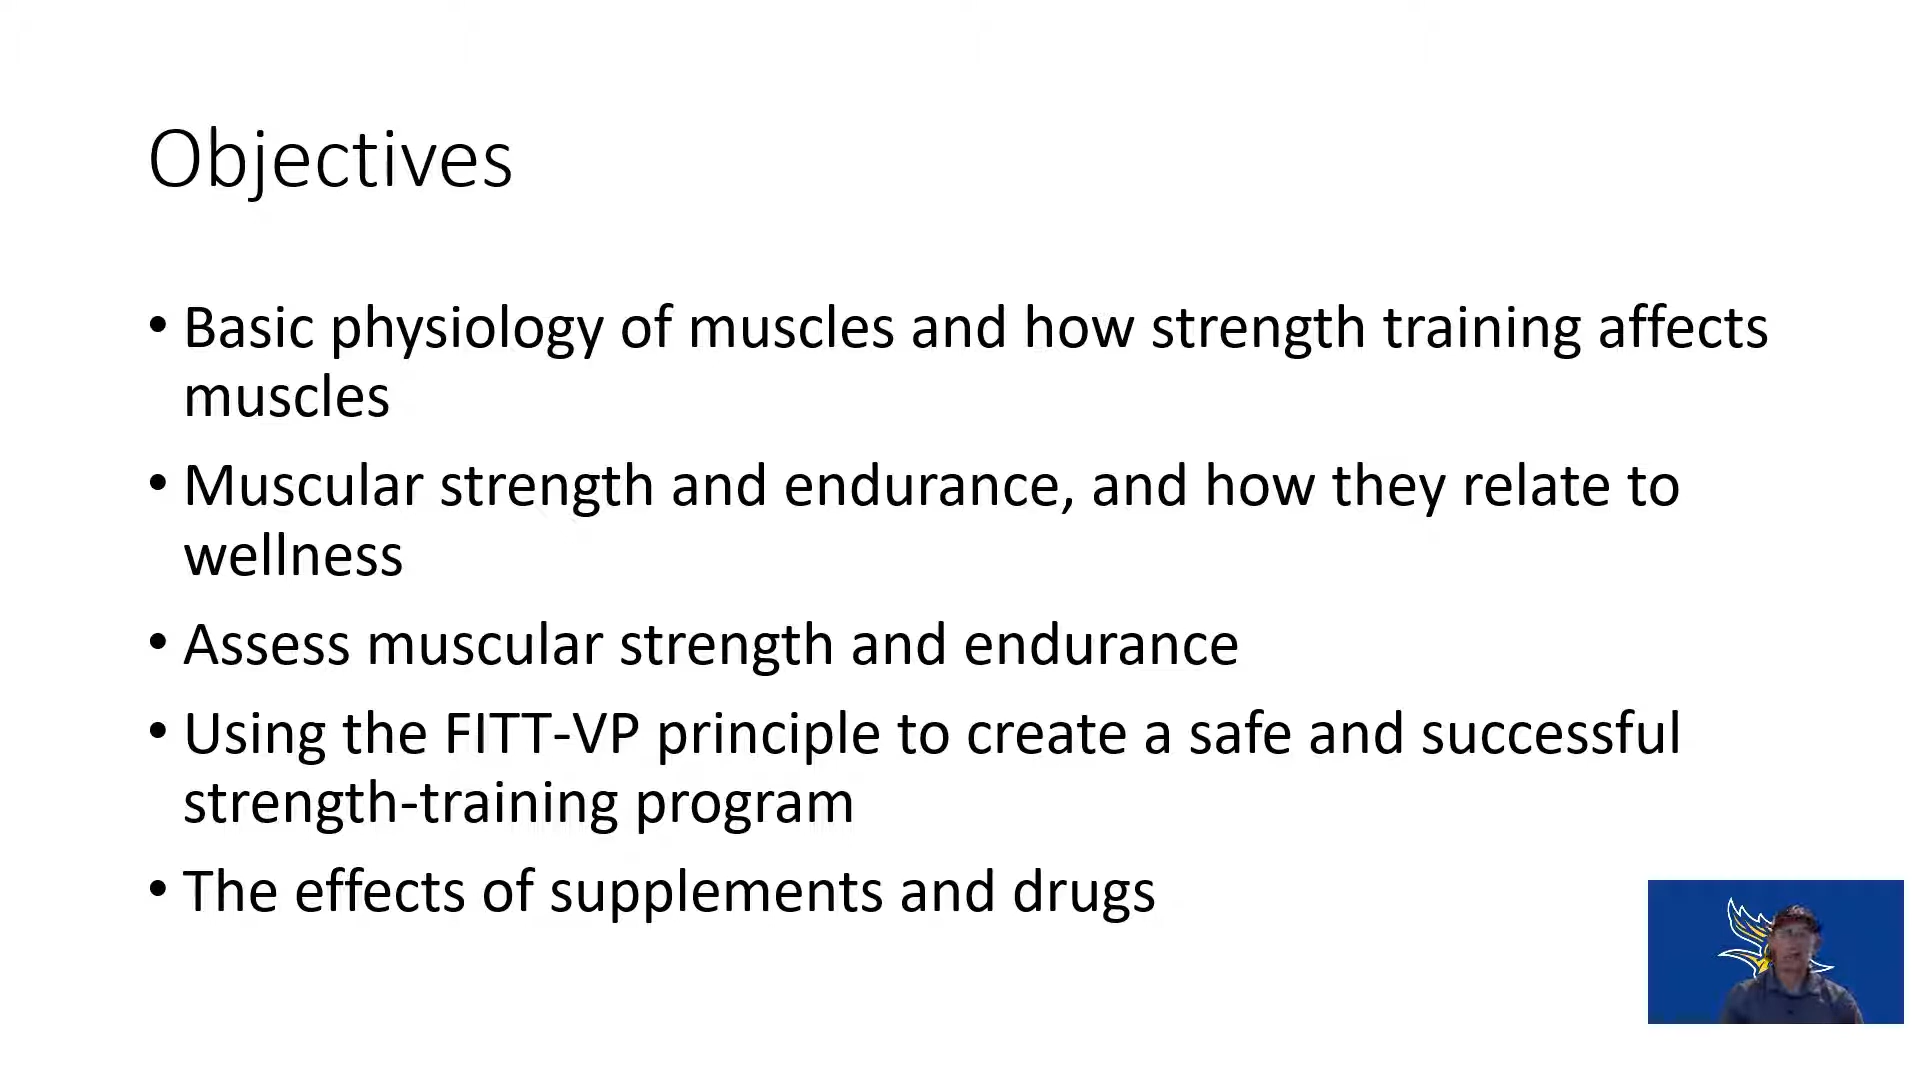 Objectives
• Basic physiology of muscles and how strength training affects
muscles
• Muscular strength and endurance, and how they relate to
wellness
• Assess muscular strength and endurance
• Using the FITT-VP principle to create a safe and successful
strength-training program
• The effects of supplements and drugs